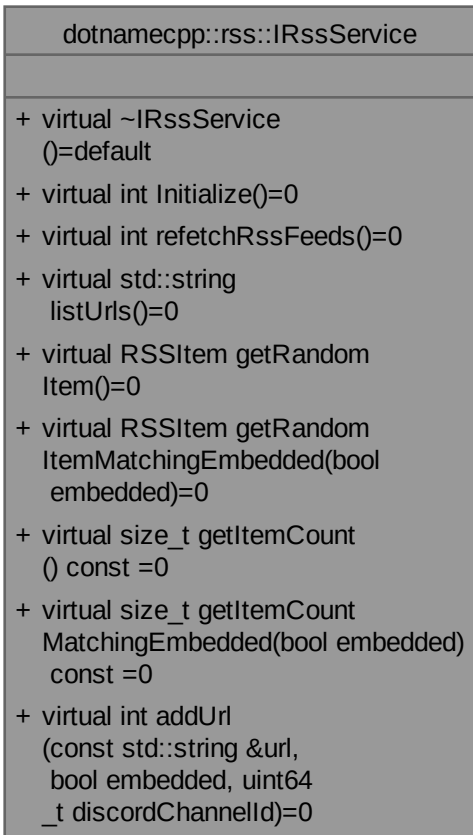 dotnamecpp::rss::IRssService
+ virtual ~IRssService
()=default
+ virtual int Initialize()=0
+ virtual int refetchRssFeeds()=0
+ virtual std::string
listUrls()=0
+ virtual RSSItem getRandom
Item()=0
+ virtual RSSItem getRandom
ItemMatchingEmbedded(bool
embedded)=0
+ virtual size_t getItemCount
() const =0
+ virtual size_t getItemCount
MatchingEmbedded(bool embedded)
const =0
+ virtual int addUrl
(const std::string &url,
bool embedded, uint64
_t discordChannelId)=0